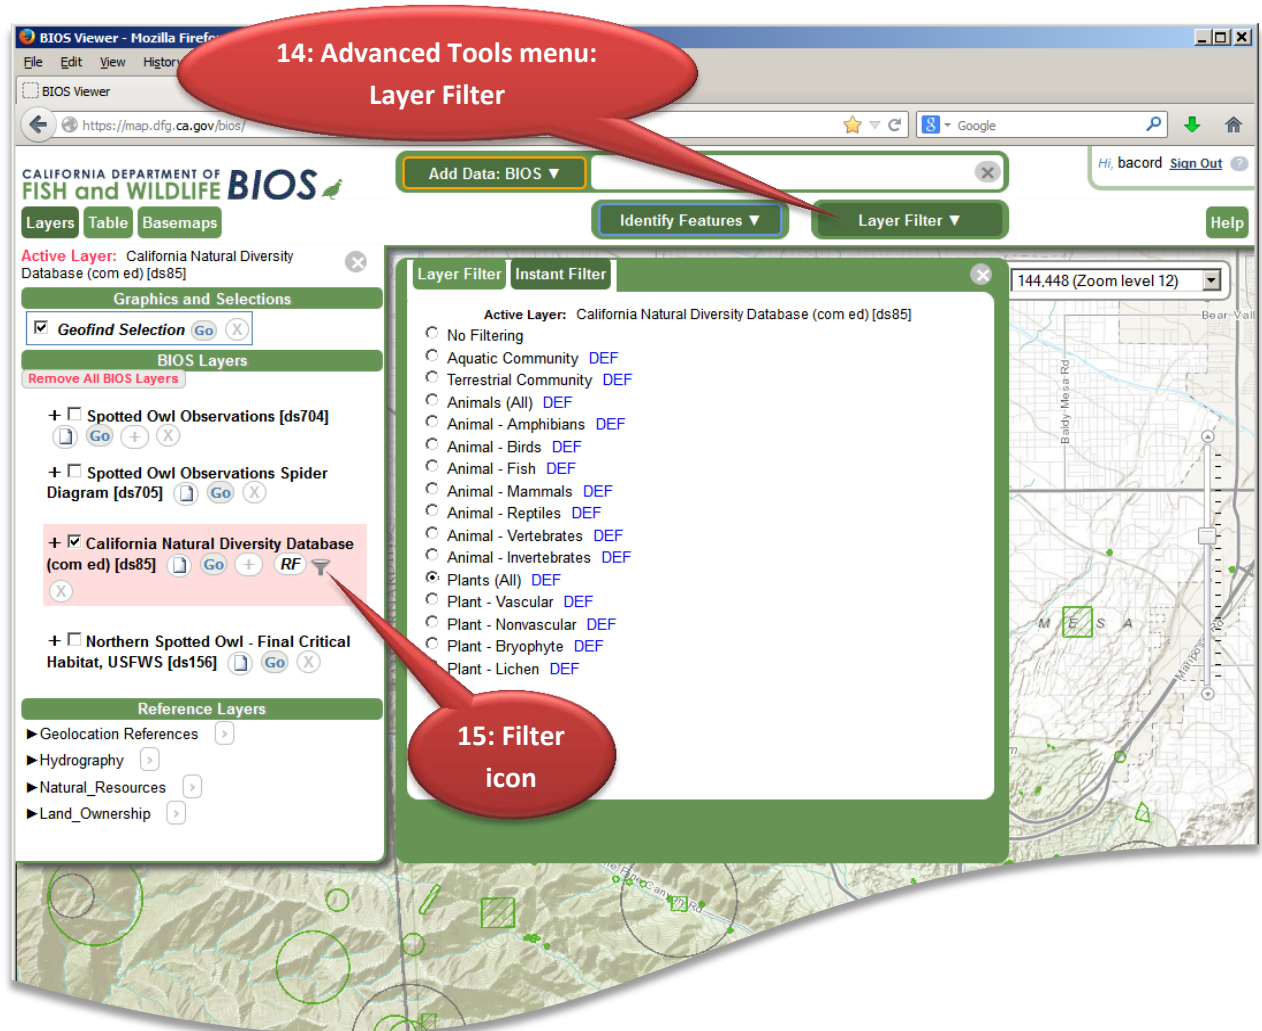 BIOS Viewer - Mozilla Firefo
14: Advanced Tools menu:
Layer Filter
File Edit View History
BIOS Viewer
https://map.dfg.ca.gov/bios/
Google
CALIFORNIA DEPARTMENT OF
FISH and WILDLIFE BIOS
Add Data: BIOS ▼
Hi, bacord Sign Out ?
Layers Table Basemaps
Identify Features ▼
Layer Filter ▼
Help
Active Layer: California Natural Diversity
Database (com ed) [ds85]
Graphics and Selections
Geofind Selection Go X
BIOS Layers
Remove All BIOS Layers
+ Spotted Owl Observations [ds704]
Go + X
+ Spotted Owl Observations Spider
Diagram [ds705] Go X
+ California Natural Diversity Database
(com ed) [ds85] Go + RF
X
+ Northern Spotted Owl - Final Critical
Habitat, USFWS [ds156] Go X
Reference Layers
►Geolocation References >
►Hydrography >
►Natural_Resources >
►Land_Ownership >
Layer Filter Instant Filter
Active Layer: California Natural Diversity Database (com ed) [ds85]
No Filtering
Aquatic Community DEF
Terrestrial Community DEF
Animals (All) DEF
Animal - Amphibians DEF
Animal - Birds DEF
Animal - Fish DEF
Animal - Mammals DEF
Animal - Reptiles DEF
Animal - Vertebrates DEF
Animal - Invertebrates DEF
Plants (All) DEF
Plant - Vascular DEF
Plant - Nonvascular DEF
Plant - Bryophyte DEF
Plant - Lichen DEF
15: Filter
icon
144,448 (Zoom level 12)
Bear Vall
Baldy Mesa Rd
M E S A
Canyon Rd